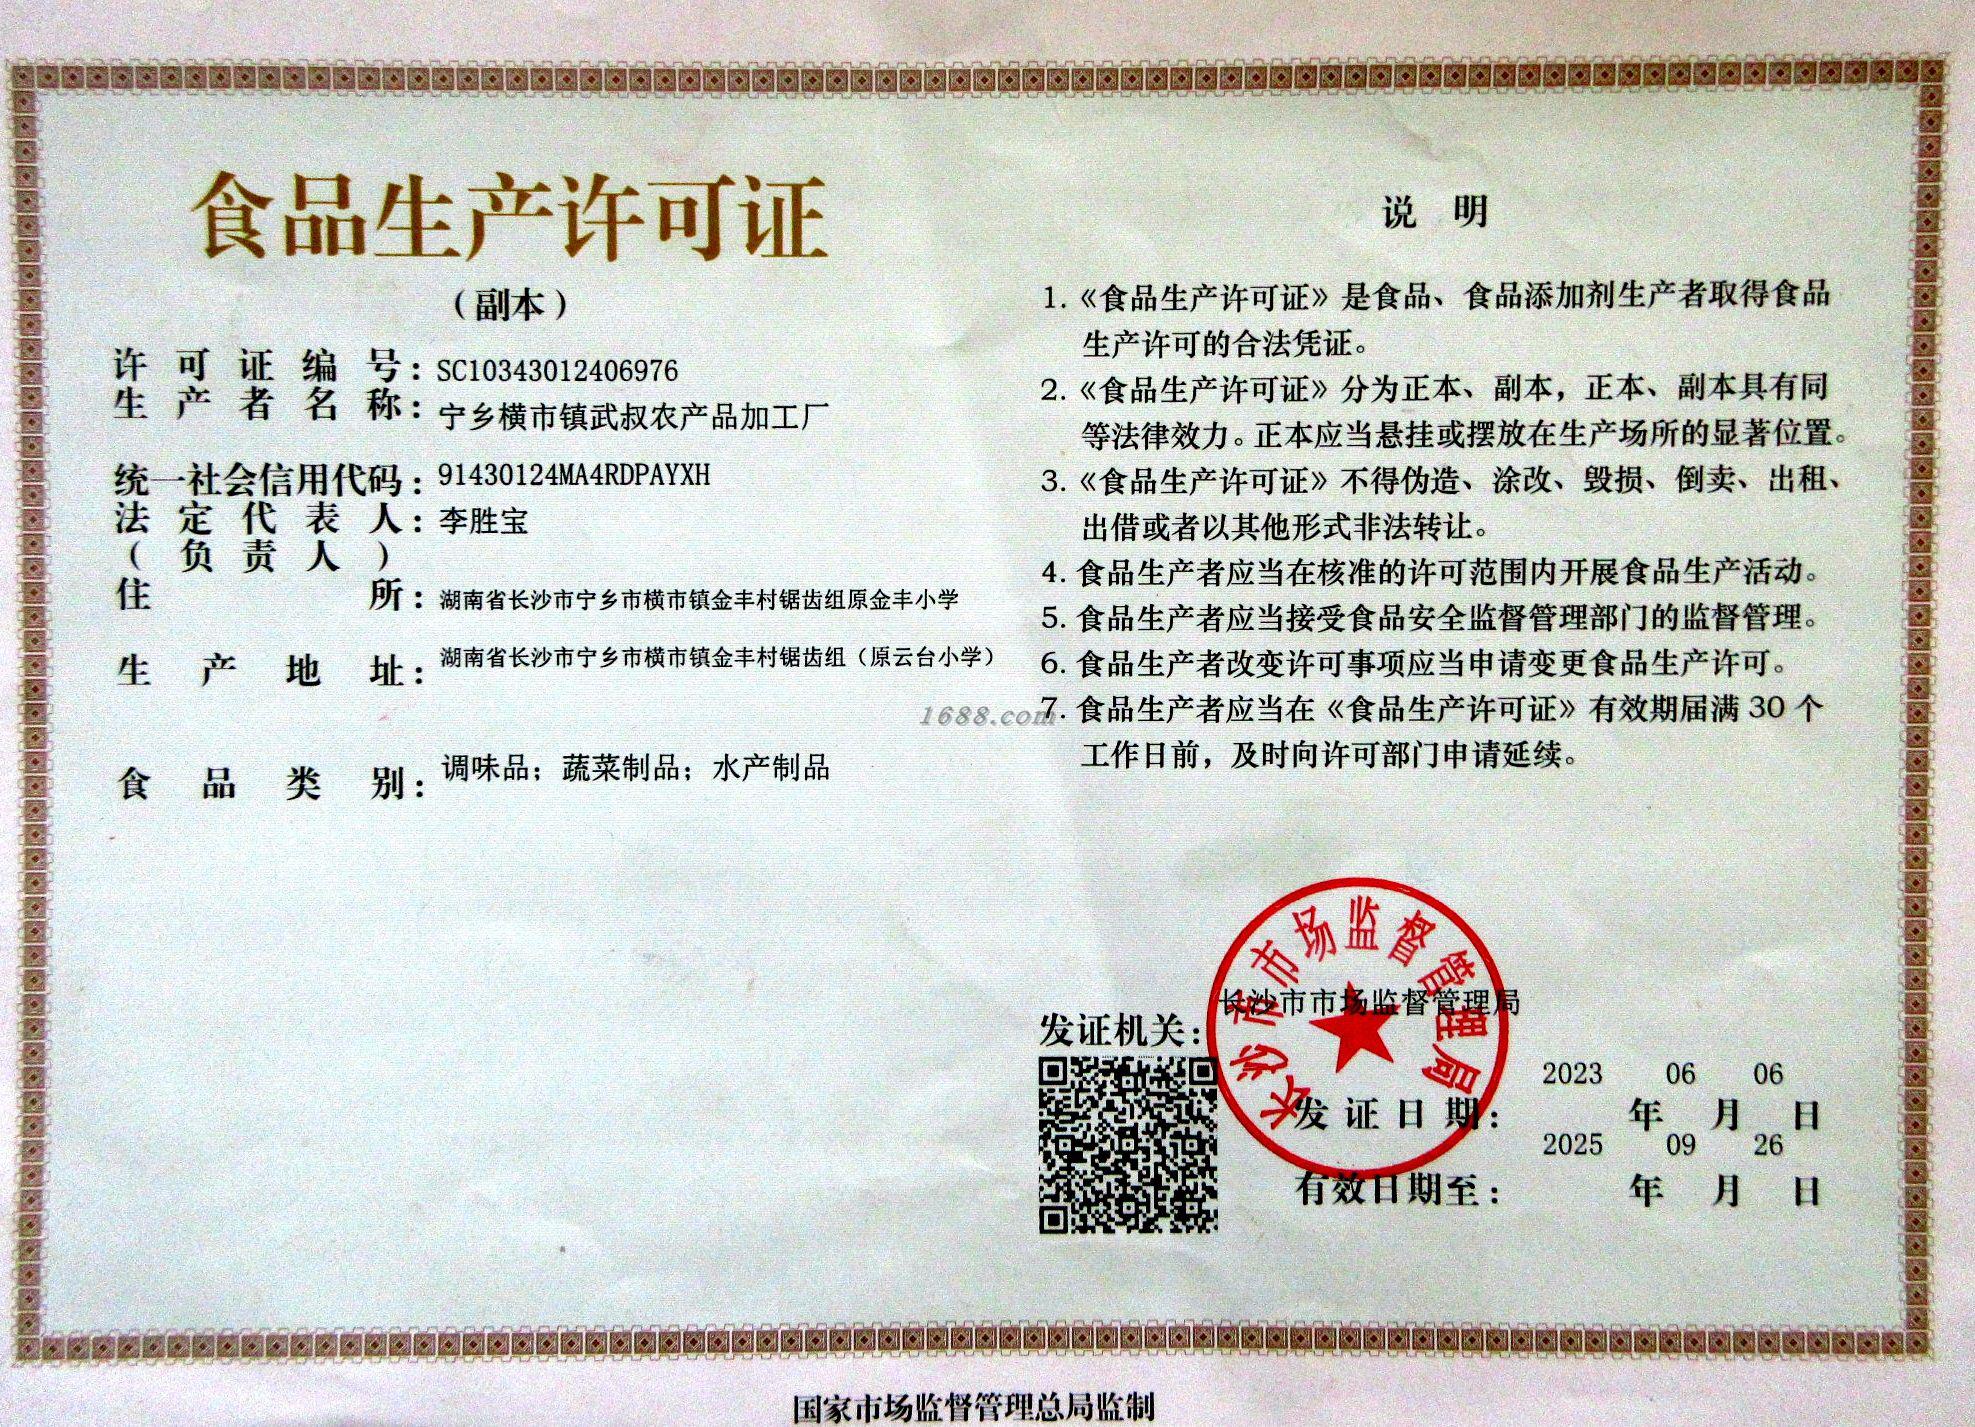 食品生产许可证
（副本）
许可证编号：SC10343012406976
生产者名称：宁乡横市镇武叔农产品加工厂
统一社会信用代码：91430124MA4RDPAYXH
法定代表人：李胜宝
（负责人）
住所：湖南省长沙市宁乡市横市镇金丰村锯齿组原金丰小学
生产地址：湖南省长沙市宁乡市横市镇金丰村锯齿组（原云台小学）
食品类别：调味品；蔬菜制品；水产制品
说明
1.《食品生产许可证》是食品、食品添加剂生产者取得食品
生产许可的合法凭证。
2.《食品生产许可证》分为正本、副本，正本、副本具有同
等法律效力。正本应当悬挂或摆放在生产场所的显著位置。
3.《食品生产许可证》不得伪造、涂改、毁损、倒卖、出租、
出借或者以其他形式非法转让。
4. 食品生产者应当在核准的许可范围内开展食品生产活动。
5. 食品生产者应当接受食品安全监督管理部门的监督管理。
6. 食品生产者改变许可事项应当申请变更食品生产许可。
7. 食品生产者应当在《食品生产许可证》有效期届满 30 个
工作日前，及时向许可部门申请延续。
1688.com
长沙市市场监督管理局
发证机关：长沙市市场监督管理局
发证日期：2023年06月06日
有效日期至：2025年09月26日
国家市场监督管理总局监制